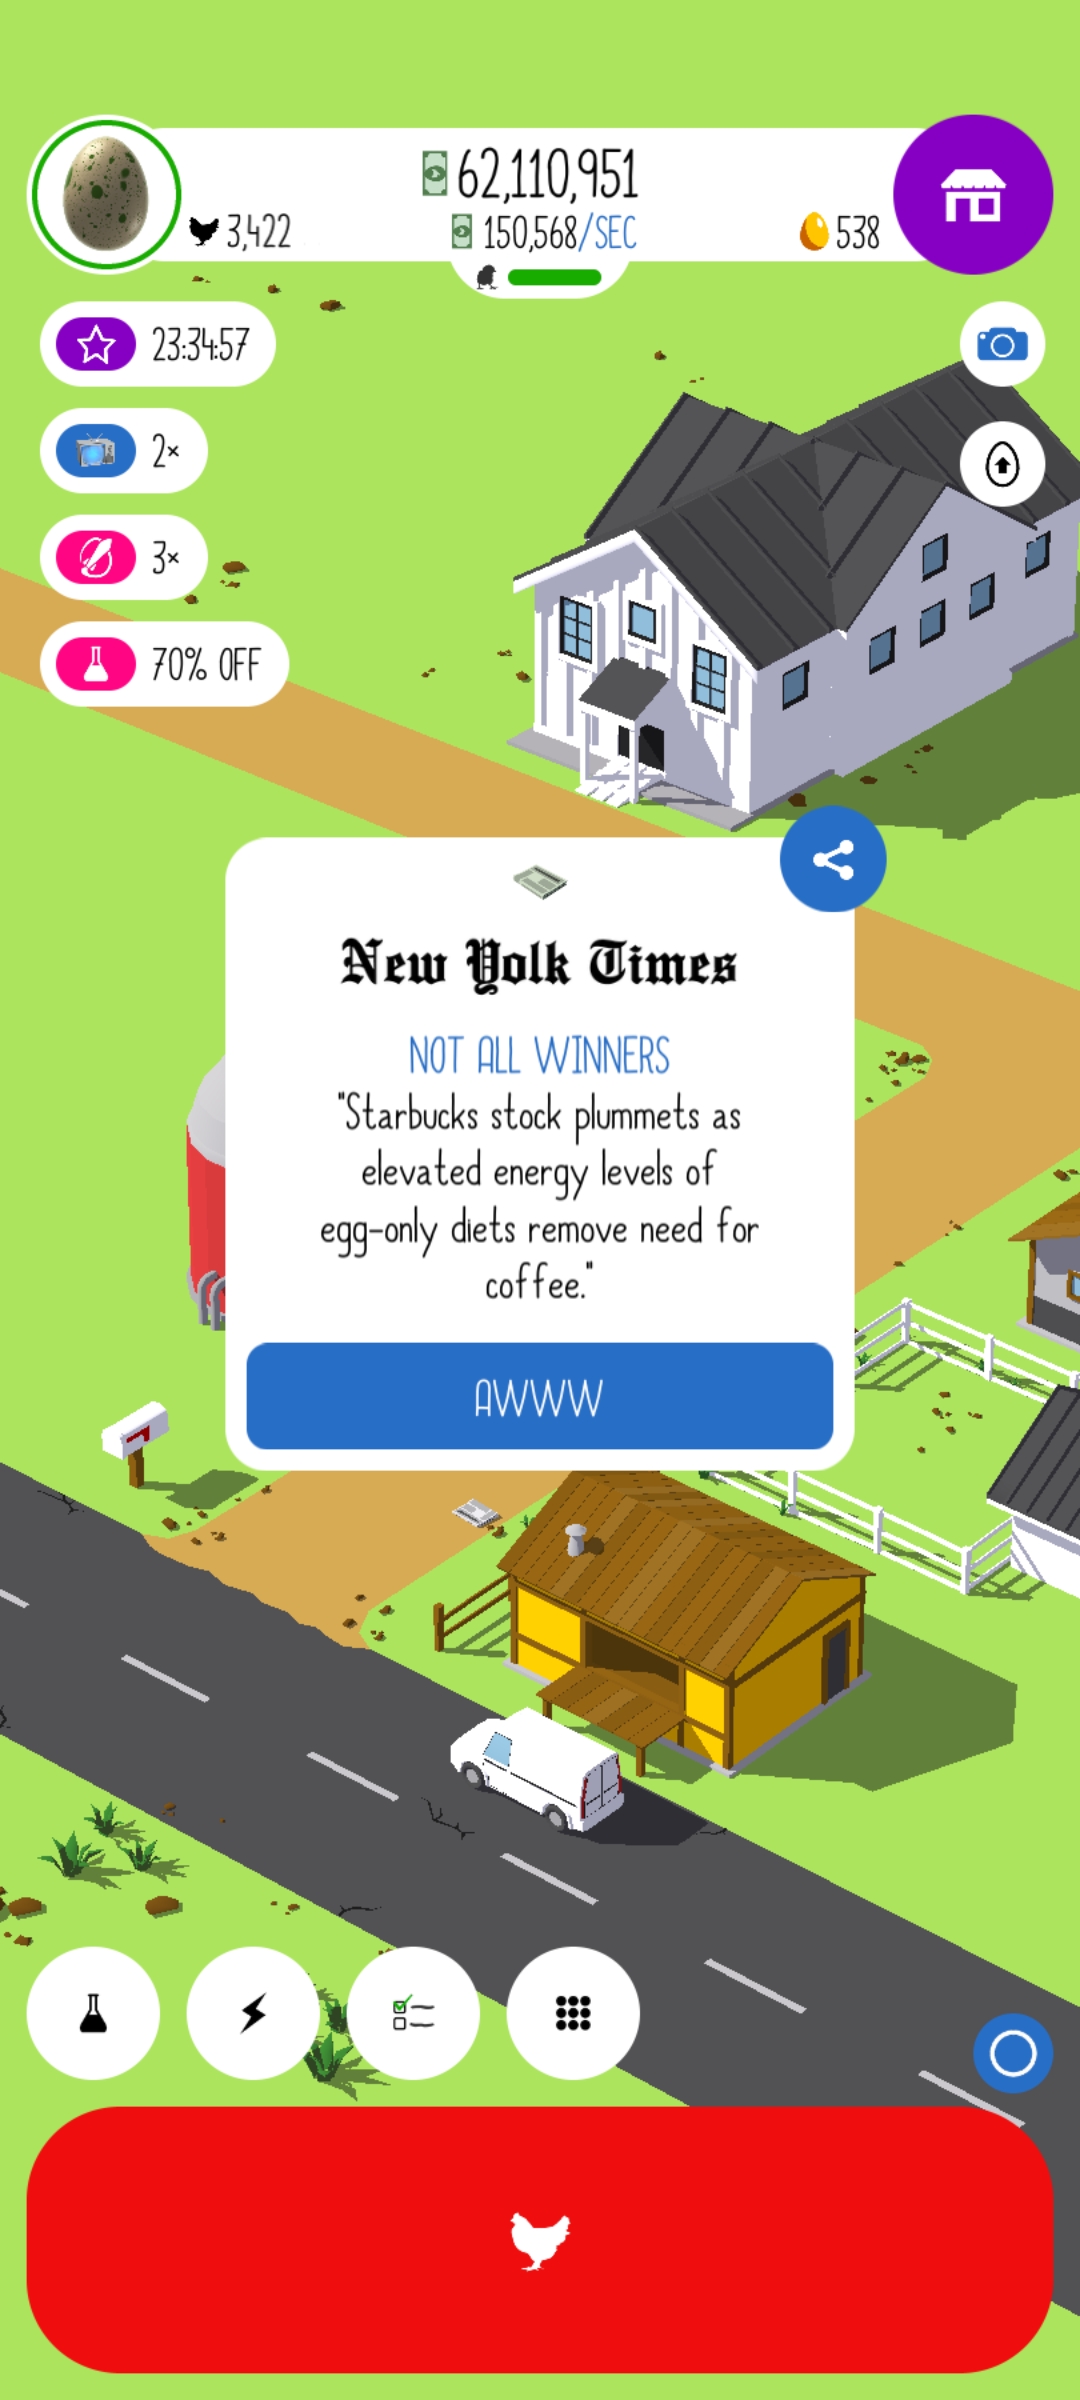 62,110,951
3,422
150,568/SEC
538
23:34:57
2×
3×
70% OFF
New Yolk Times
NOT ALL WINNERS
"Starbucks stock plummets as
elevated energy levels of
egg-only diets remove need for
coffee."
AWWW